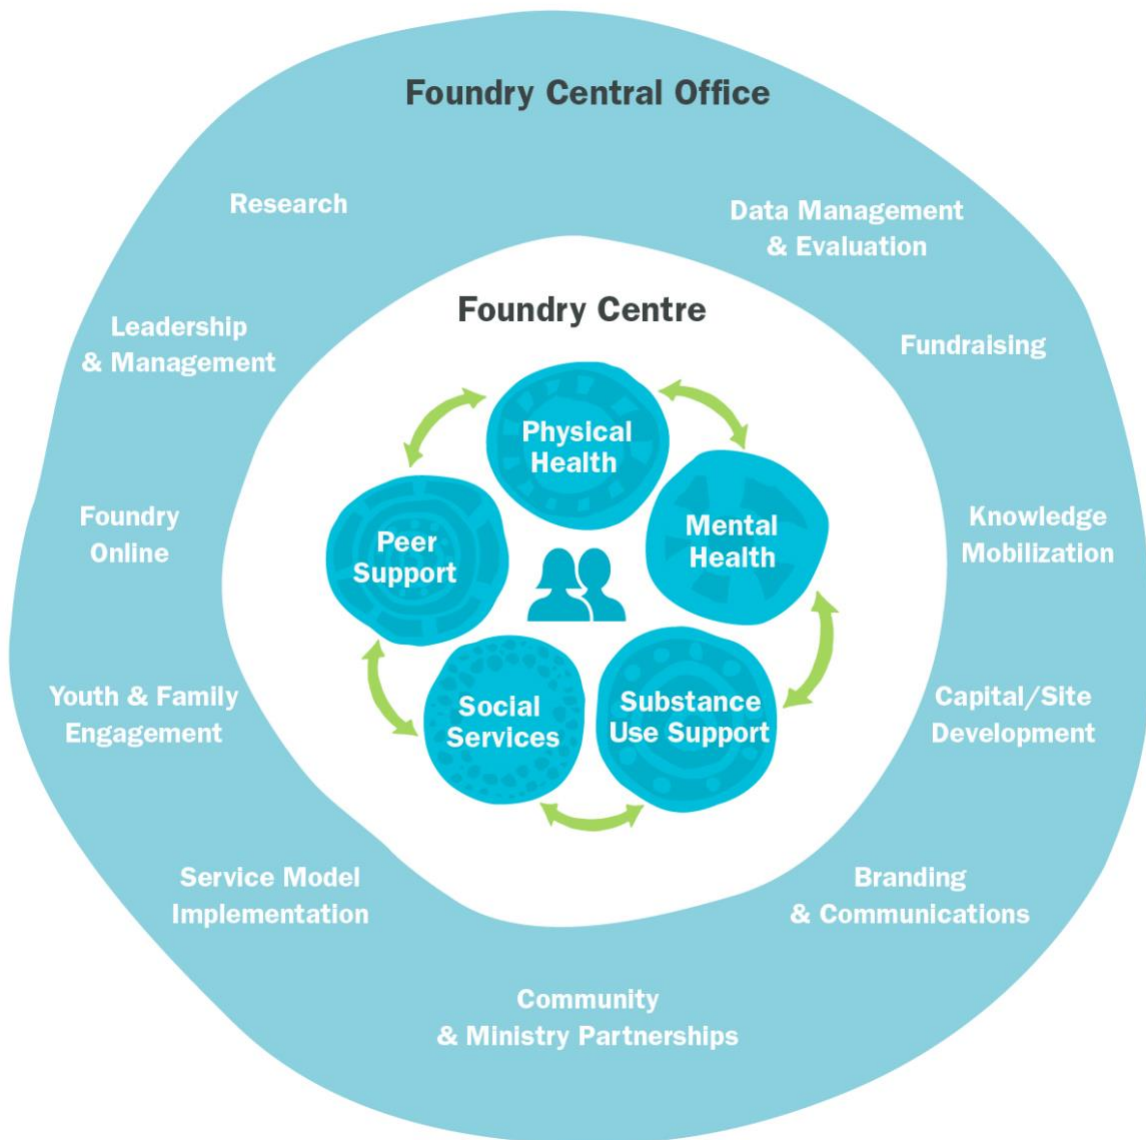 Foundry Central Office
Research
Data Management
& Evaluation
Leadership
& Management
Fundraising
Foundry
Online
Knowledge
Mobilization
Youth & Family
Engagement
Capital/Site
Development
Service Model
Implementation
Branding
& Communications
Community
& Ministry Partnerships
Foundry Centre
Physical
Health
Peer
Support
Mental
Health
Social
Services
Substance
Use Support